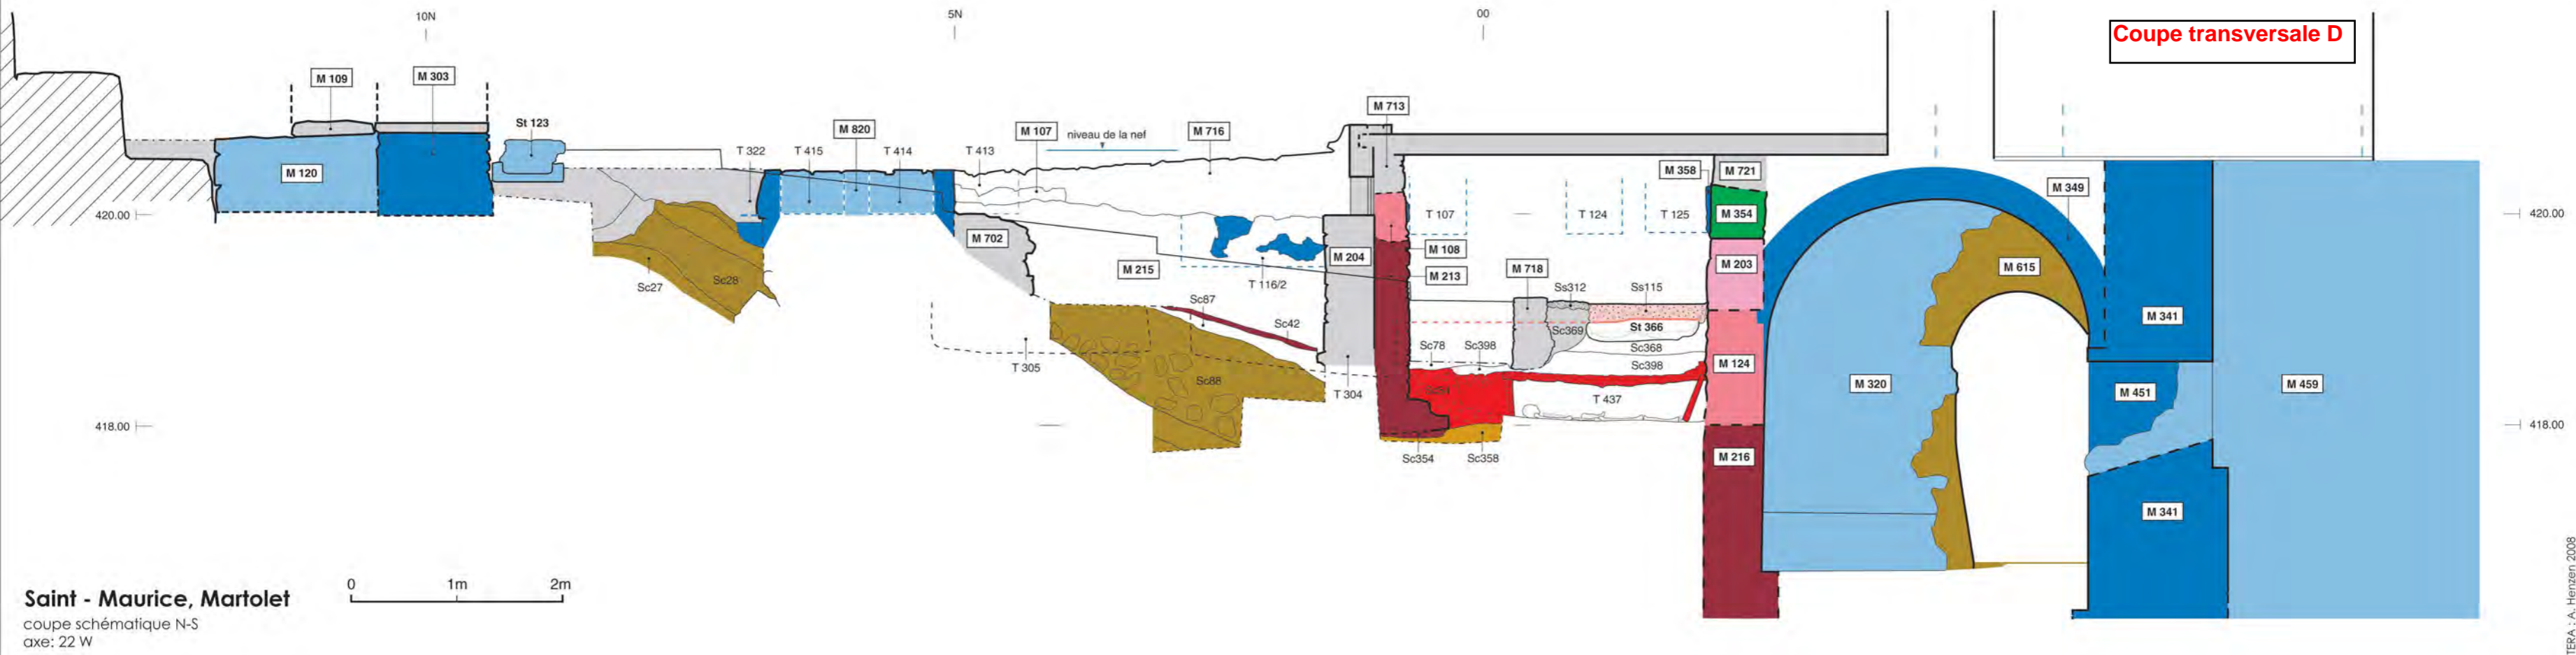 10N
5N
00
Coupe transversale D
M 109
M 303
St 123
M 820
M 107
niveau de la nef
M 716
M 713
T 322
T 415
T 414
T 413
M 358
M 721
M 120
M 349
420.00
T 107
T 124
T 125
M 354
420.00
M 702
M 108
M 204
M 203
M 615
M 215
M 213
M 718
T 116/2
Ss312
Ss115
Sc27
Sc28
Sc87
Sc42
Sc369
St 366
M 341
Sc78
Sc398
Sc368
Sc398
M 124
T 305
Sc88
T 304
Sc31
T 437
M 320
M 451
M 459
418.00
418.00
Sc354
Sc358
M 216
M 341
Saint - Maurice, Martolet
coupe schématique N-S
axe: 22 W
0 1m 2m
TERA ; A. Henzen 2008